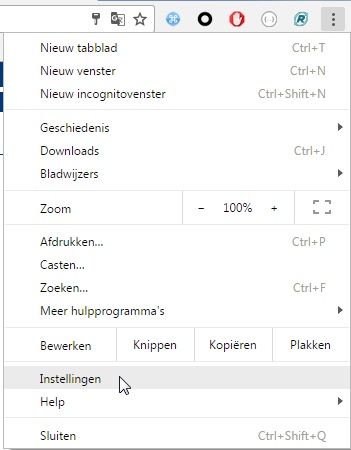 Nieuw tabblad Ctrl+T
Nieuw venster Ctrl+N
Nieuw incognitovenster Ctrl+Shift+N
Geschiedenis
Downloads Ctrl+J
Bladwijzers
Zoom − 100% +
Afdrukken... Ctrl+P
Casten...
Zoeken... Ctrl+F
Meer hulpprogramma's
Bewerken Knippen Kopiëren Plakken
Instellingen
Help
Sluiten Ctrl+Shift+Q